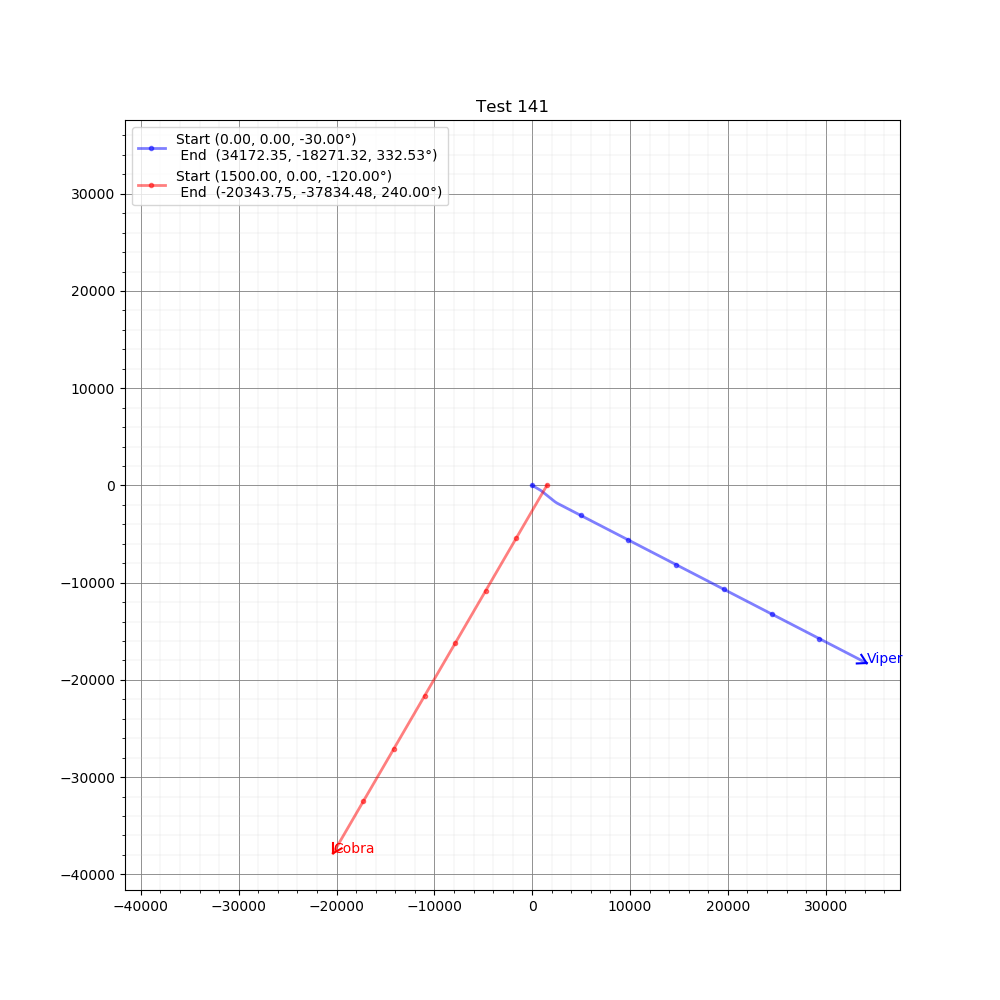 Test 141
Start (0.00, 0.00, -30.00°)
End (34172.35, -18271.32, 332.53°)
Start (1500.00, 0.00, -120.00°)
End (-20343.75, -37834.48, 240.00°)
30000
20000
10000
0
−10000
−20000
−30000
−40000
Viper
Cobra
−40000 −30000 −20000 −10000 0 10000 20000 30000